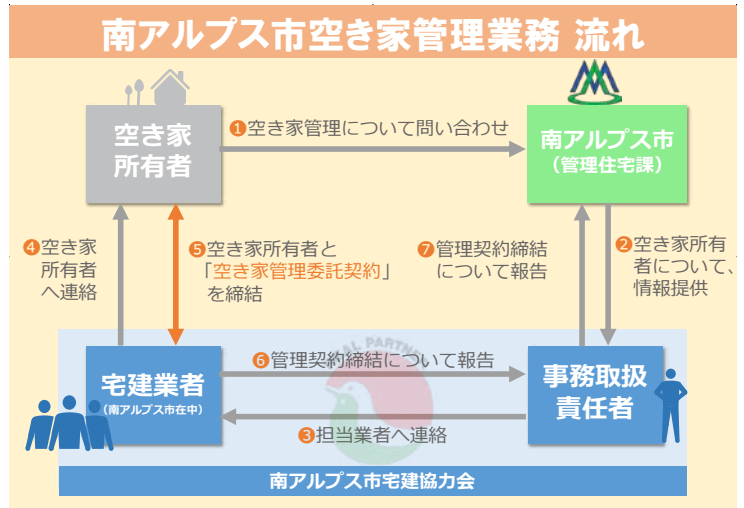 南アルプス市空き家管理業務 流れ
空き家
所有者
❶空き家管理について問い合わせ
南アルプス市
（管理住宅課）
❹空き家
所有者
へ連絡
❺空き家所有者と
「空き家管理委託契約」
を締結
❼管理契約締結
について報告
❷空き家所有
者について、
情報提供
宅建業者
（南アルプス市在中）
❻管理契約締結について報告
❸担当業者へ連絡
事務取扱
責任者
南アルプス市宅建協力会